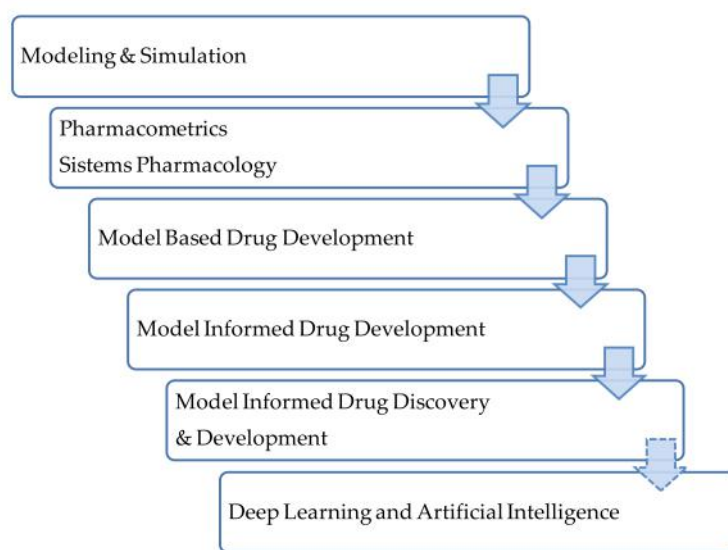 Modeling & Simulation
Pharmacometrics
Sistems Pharmacology
Model Based Drug Development
Model Informed Drug Development
Model Informed Drug Discovery
& Development
Deep Learning and Artificial Intelligence